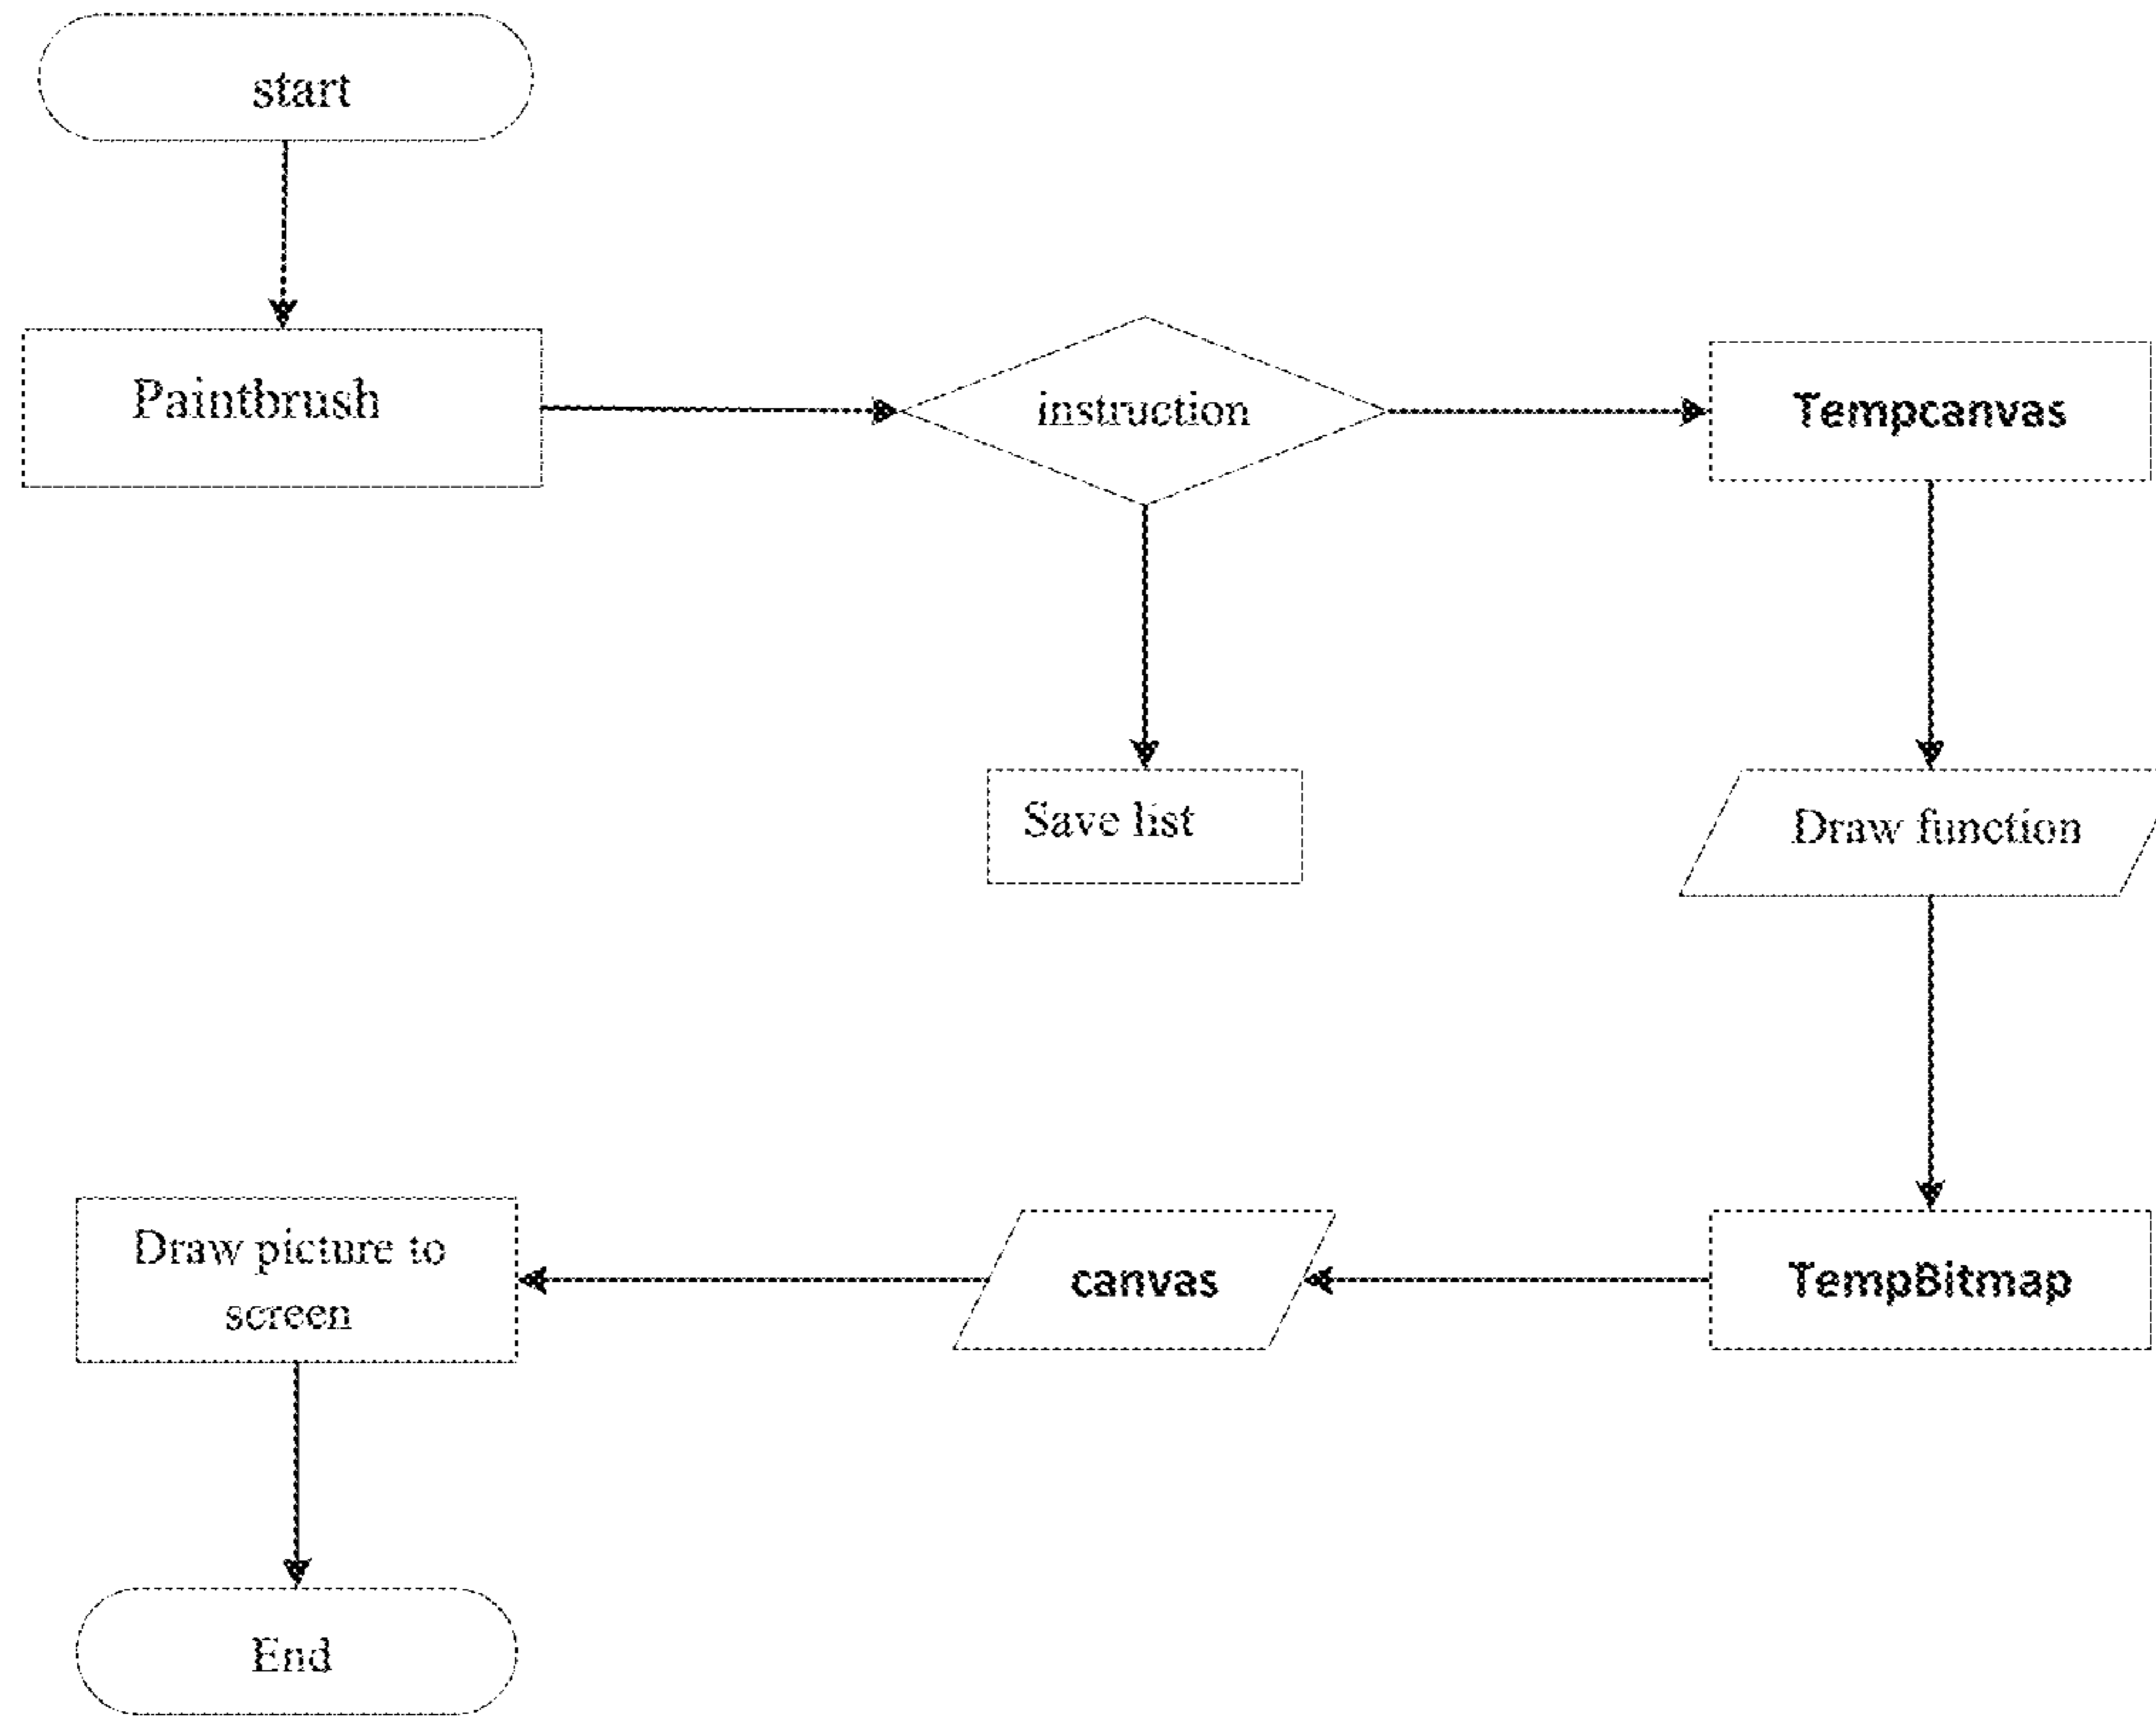 start
Paintbrush
instruction
Tempcanvas
Save list
Draw function
Draw picture to
screen
canvas
TempBitmap
End